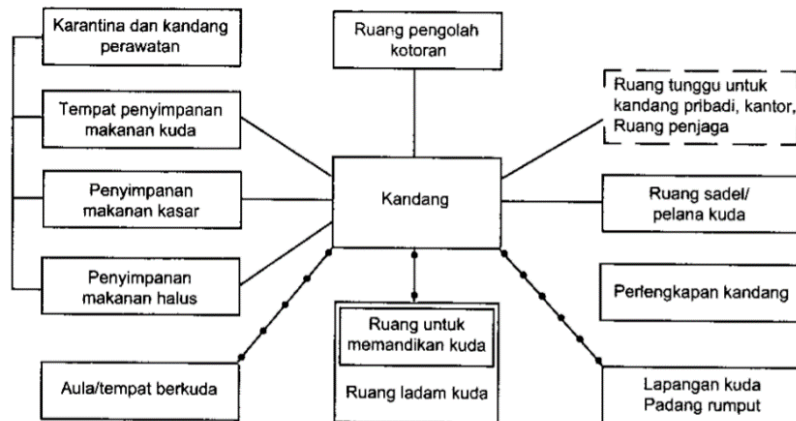 Karantina dan kandang
perawatan
Ruang pengolah
kotoran
Ruang tunggu untuk
kandang pribadi, kantor,
Ruang penjaga
Tempat penyimpanan
makanan kuda
Penyimpanan
makanan kasar
Kandang
Ruang sadel/
pelana kuda
Penyimpanan
makanan halus
Perlengkapan kandang
Ruang untuk
memandikan kuda
Aula/tempat berkuda
Ruang ladam kuda
Lapangan kuda
Padang rumput